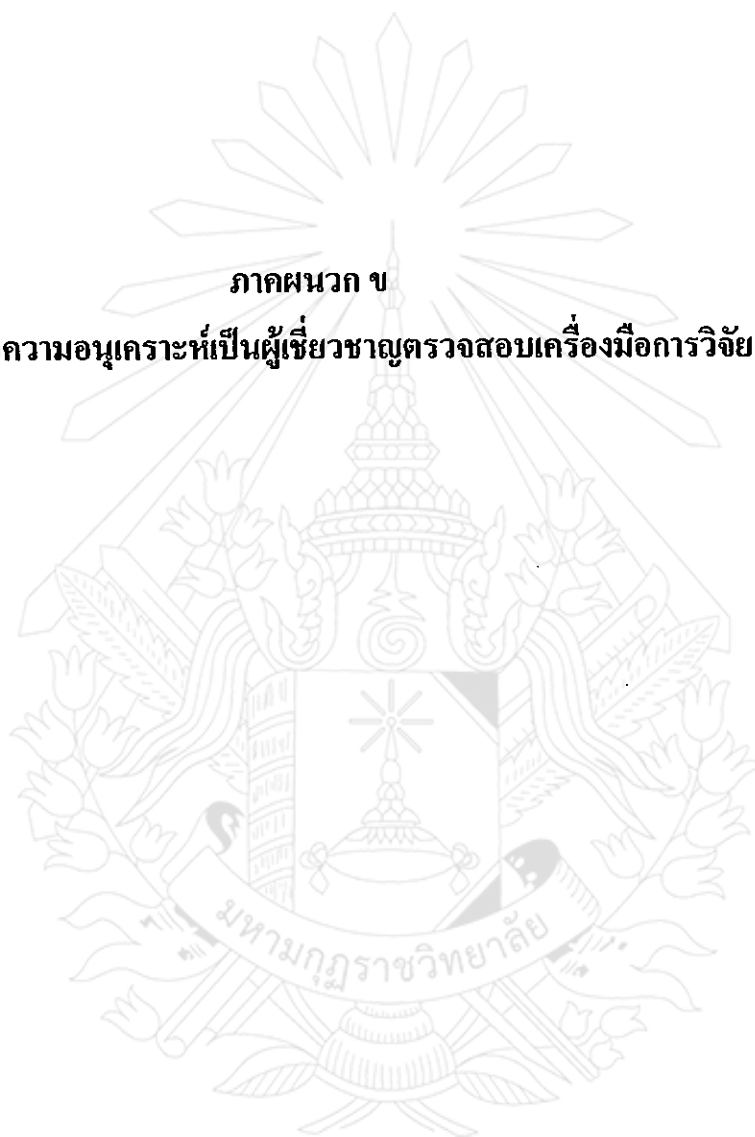 ภาคผนวก ข
ความอนุเคราะห์เป็นผู้เชี่ยวชาญตรวจสอบเครื่องมือการวิจัย
มหามกุฏราชวิทยาลัย